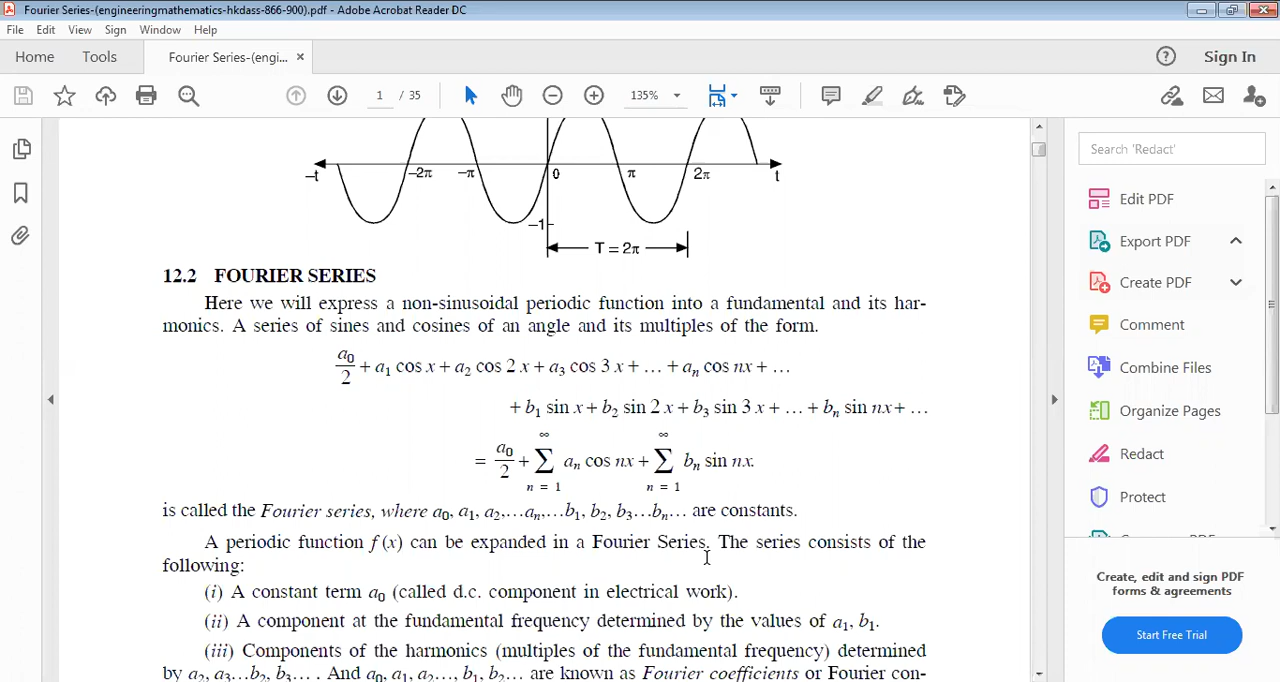 Fourier Series-(engineeringmathematics-hkdass-866-900).pdf - Adobe Acrobat Reader DC
File Edit View Sign Window Help
Home Tools Fourier Series-(engi... × Sign In
1 / 35 135%
–t –2π –π 0 π 2π t
–1
T = 2π
12.2 FOURIER SERIES
Here we will express a non-sinusoidal periodic function into a fundamental and its har-
monics. A series of sines and cosines of an angle and its multiples of the form.
a₀/2 + a₁ cos x + a₂ cos 2 x + a₃ cos 3 x + ... + aₙ cos nx + ...
+ b₁ sin x + b₂ sin 2 x + b₃ sin 3 x + ... + bₙ sin nx + ...
= a₀/2 + ∑_{n = 1}^{∞} aₙ cos nx + ∑_{n = 1}^{∞} bₙ sin nx.
is called the Fourier series, where a₀, a₁, a₂,...aₙ,...b₁, b₂, b₃...bₙ... are constants.
A periodic function f (x) can be expanded in a Fourier Series. The series consists of the
following:
(i) A constant term a₀ (called d.c. component in electrical work).
(ii) A component at the fundamental frequency determined by the values of a₁, b₁.
(iii) Components of the harmonics (multiples of the fundamental frequency) determined
by a₂, a₃...b₂, b₃... . And a₀, a₁, a₂..., b₁, b₂... are known as Fourier coefficients or Fourier con-
Search 'Redact'
Edit PDF
Export PDF
Create PDF
Comment
Combine Files
Organize Pages
Redact
Protect
Create, edit and sign PDF
forms & agreements
Start Free Trial